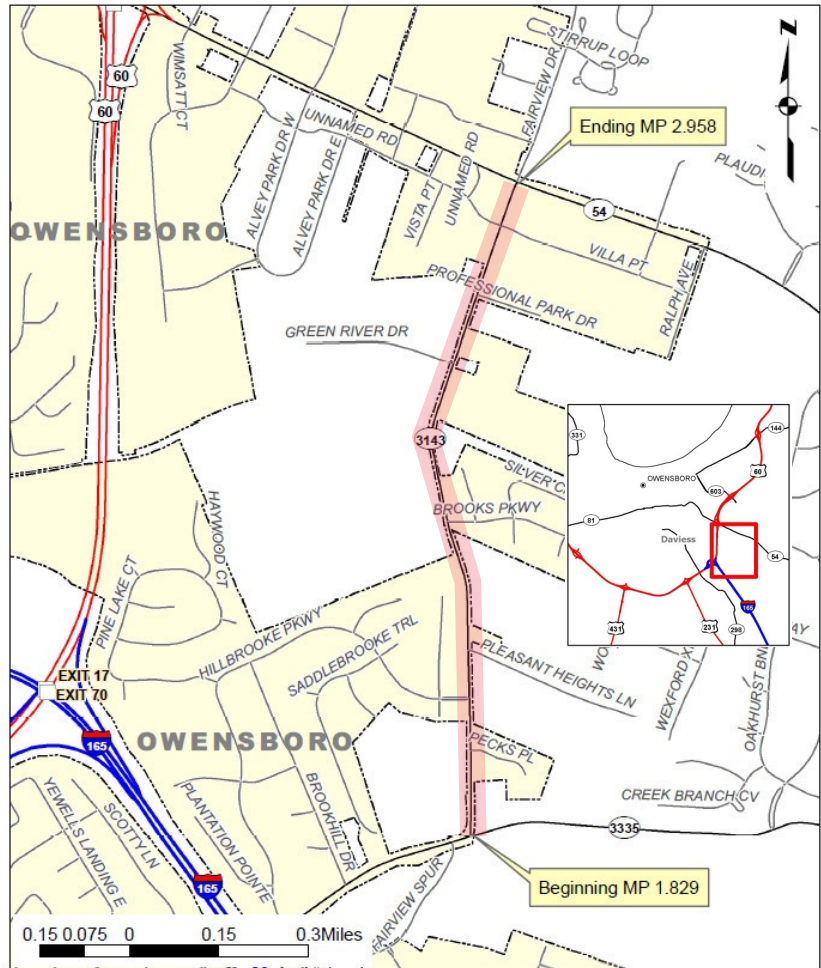 STIRRUP LOOP
60
60
WIMSATT CT
FAIRVIEW DR
Z
Ending MP 2.958
UNNAMED RD
ALVEY PARK DR W
ALVEY PARK DR E
UNNAMED RD
VISTA PT
54
OWENSBORO
VILLA PT
PROFESSIONAL PARK DR
RALPH AVE
GREEN RIVER DR
3143
SILVER
BROOKS PKWY
HAYWOOD CT
PINE LAKE CT
331
144
OWENSBORO
60
603
81
Daviess
54
165
431
231
298
HILLBROOKE PKWY
SADDLEBROOKE TRL
PLEASANT HEIGHTS LN
AY
EXIT 17
EXIT 70
165
OWENSBORO
PECKS PL
BROOKHILL DR
CREEK BRANCH CV
YEWELLS LANDING E
SCOTTY LN
PLANTATION POINTE
3335
165
Beginning MP 1.829
FAIRVIEW SPUR
0.15 0.075 0 0.15 0.3Miles